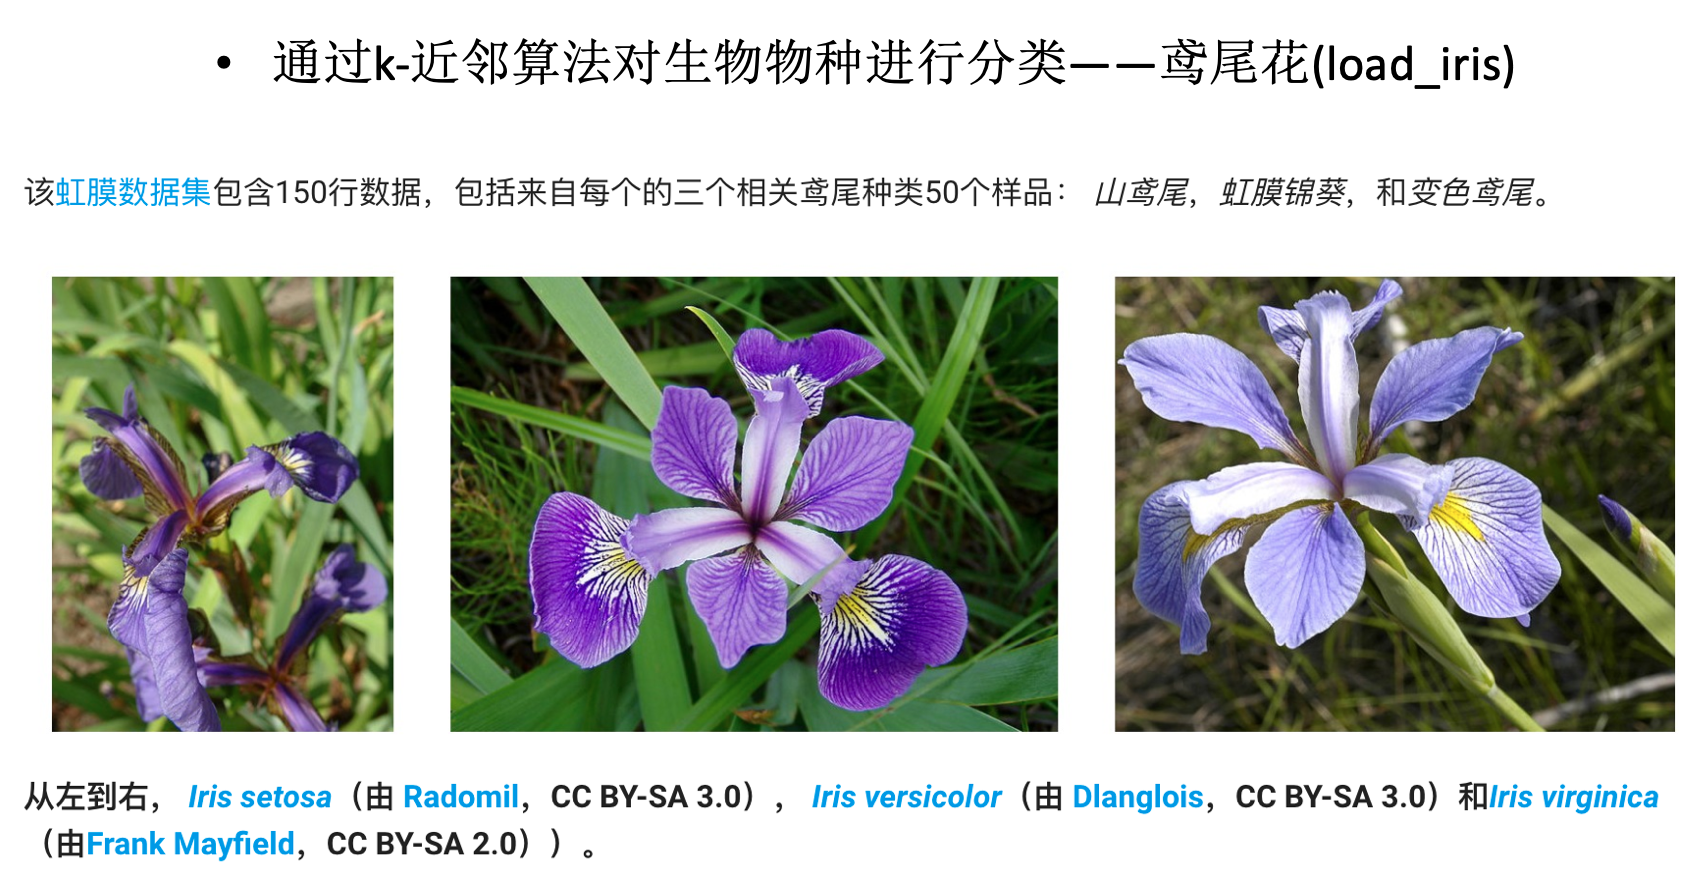 • 通过k-近邻算法对生物物种进行分类——鸢尾花(load_iris)
该虹膜数据集包含150行数据，包括来自每个的三个相关鸢尾种类50个样品： 山鸢尾，虹膜锦葵，和变色鸢尾。
从左到右， Iris setosa（由 Radomil，CC BY-SA 3.0），Iris versicolor（由 Dlanglois，CC BY-SA 3.0）和Iris virginica
（由Frank Mayfield，CC BY-SA 2.0））。